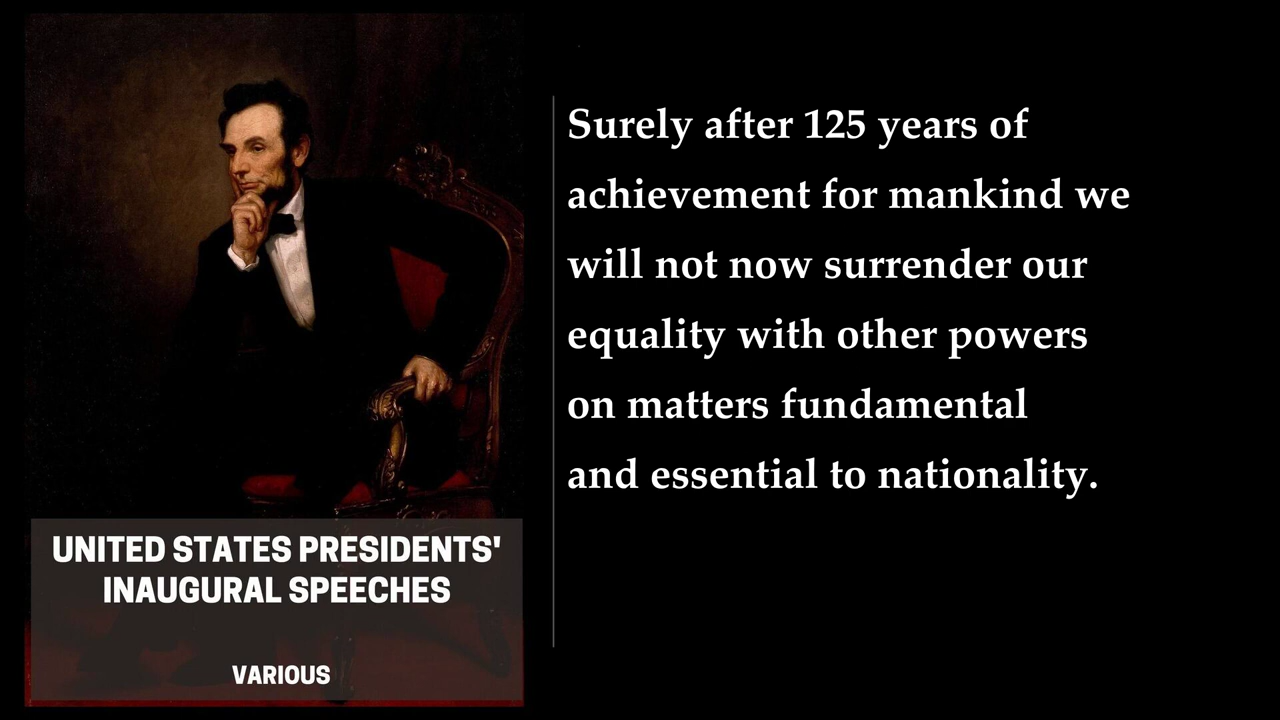 Surely after 125 years of
achievement for mankind we
will not now surrender our
equality with other powers
on matters fundamental
and essential to nationality.
UNITED STATES PRESIDENTS'
INAUGURAL SPEECHES
VARIOUS